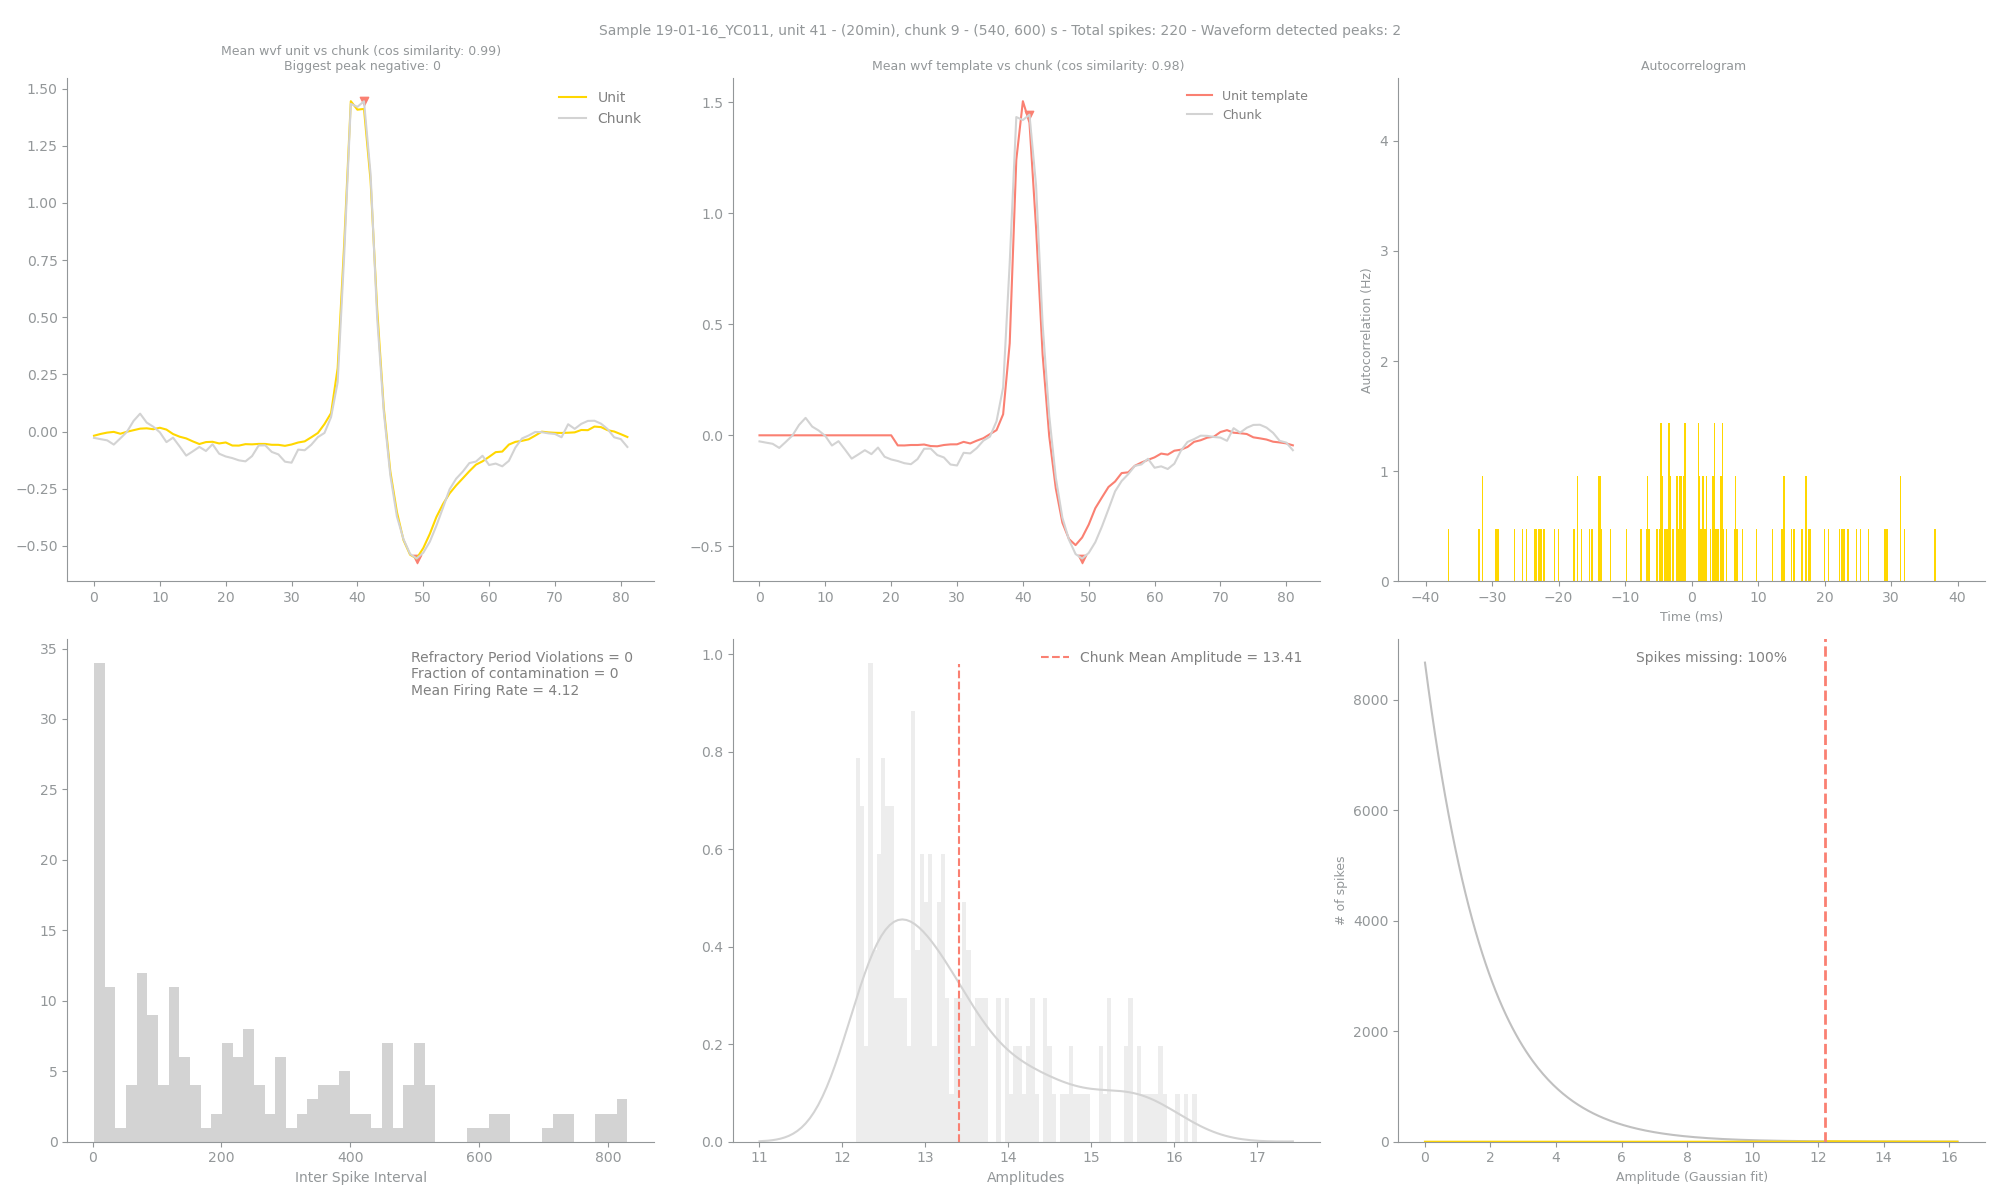 Sample 19-01-16_YC011, unit 41 - (20min), chunk 9 - (540, 600) s - Total spikes: 220 - Waveform detected peaks: 2
Mean wvf unit vs chunk (cos similarity: 0.99)
Biggest peak negative: 0
1.50
1.25
1.00
0.75
0.50
0.25
0.00
−0.25
−0.50
0 10 20 30 40 50 60 70 80
Unit
Chunk
Mean wvf template vs chunk (cos similarity: 0.98)
1.5
1.0
0.5
0.0
−0.5
0 10 20 30 40 50 60 70 80
Unit template
Chunk
Autocorrelogram
Autocorrelation (Hz)
4
3
2
1
0
−40 −30 −20 −10 0 10 20 30 40
Time (ms)
35
30
25
20
15
10
5
0
0 200 400 600 800
Inter Spike Interval
Refractory Period Violations = 0
Fraction of contamination = 0
Mean Firing Rate = 4.12
1.0
0.8
0.6
0.4
0.2
0.0
11 12 13 14 15 16 17
Amplitudes
Chunk Mean Amplitude = 13.41
Spikes missing: 100%
# of spikes
8000
6000
4000
2000
0
0 2 4 6 8 10 12 14 16
Amplitude (Gaussian fit)